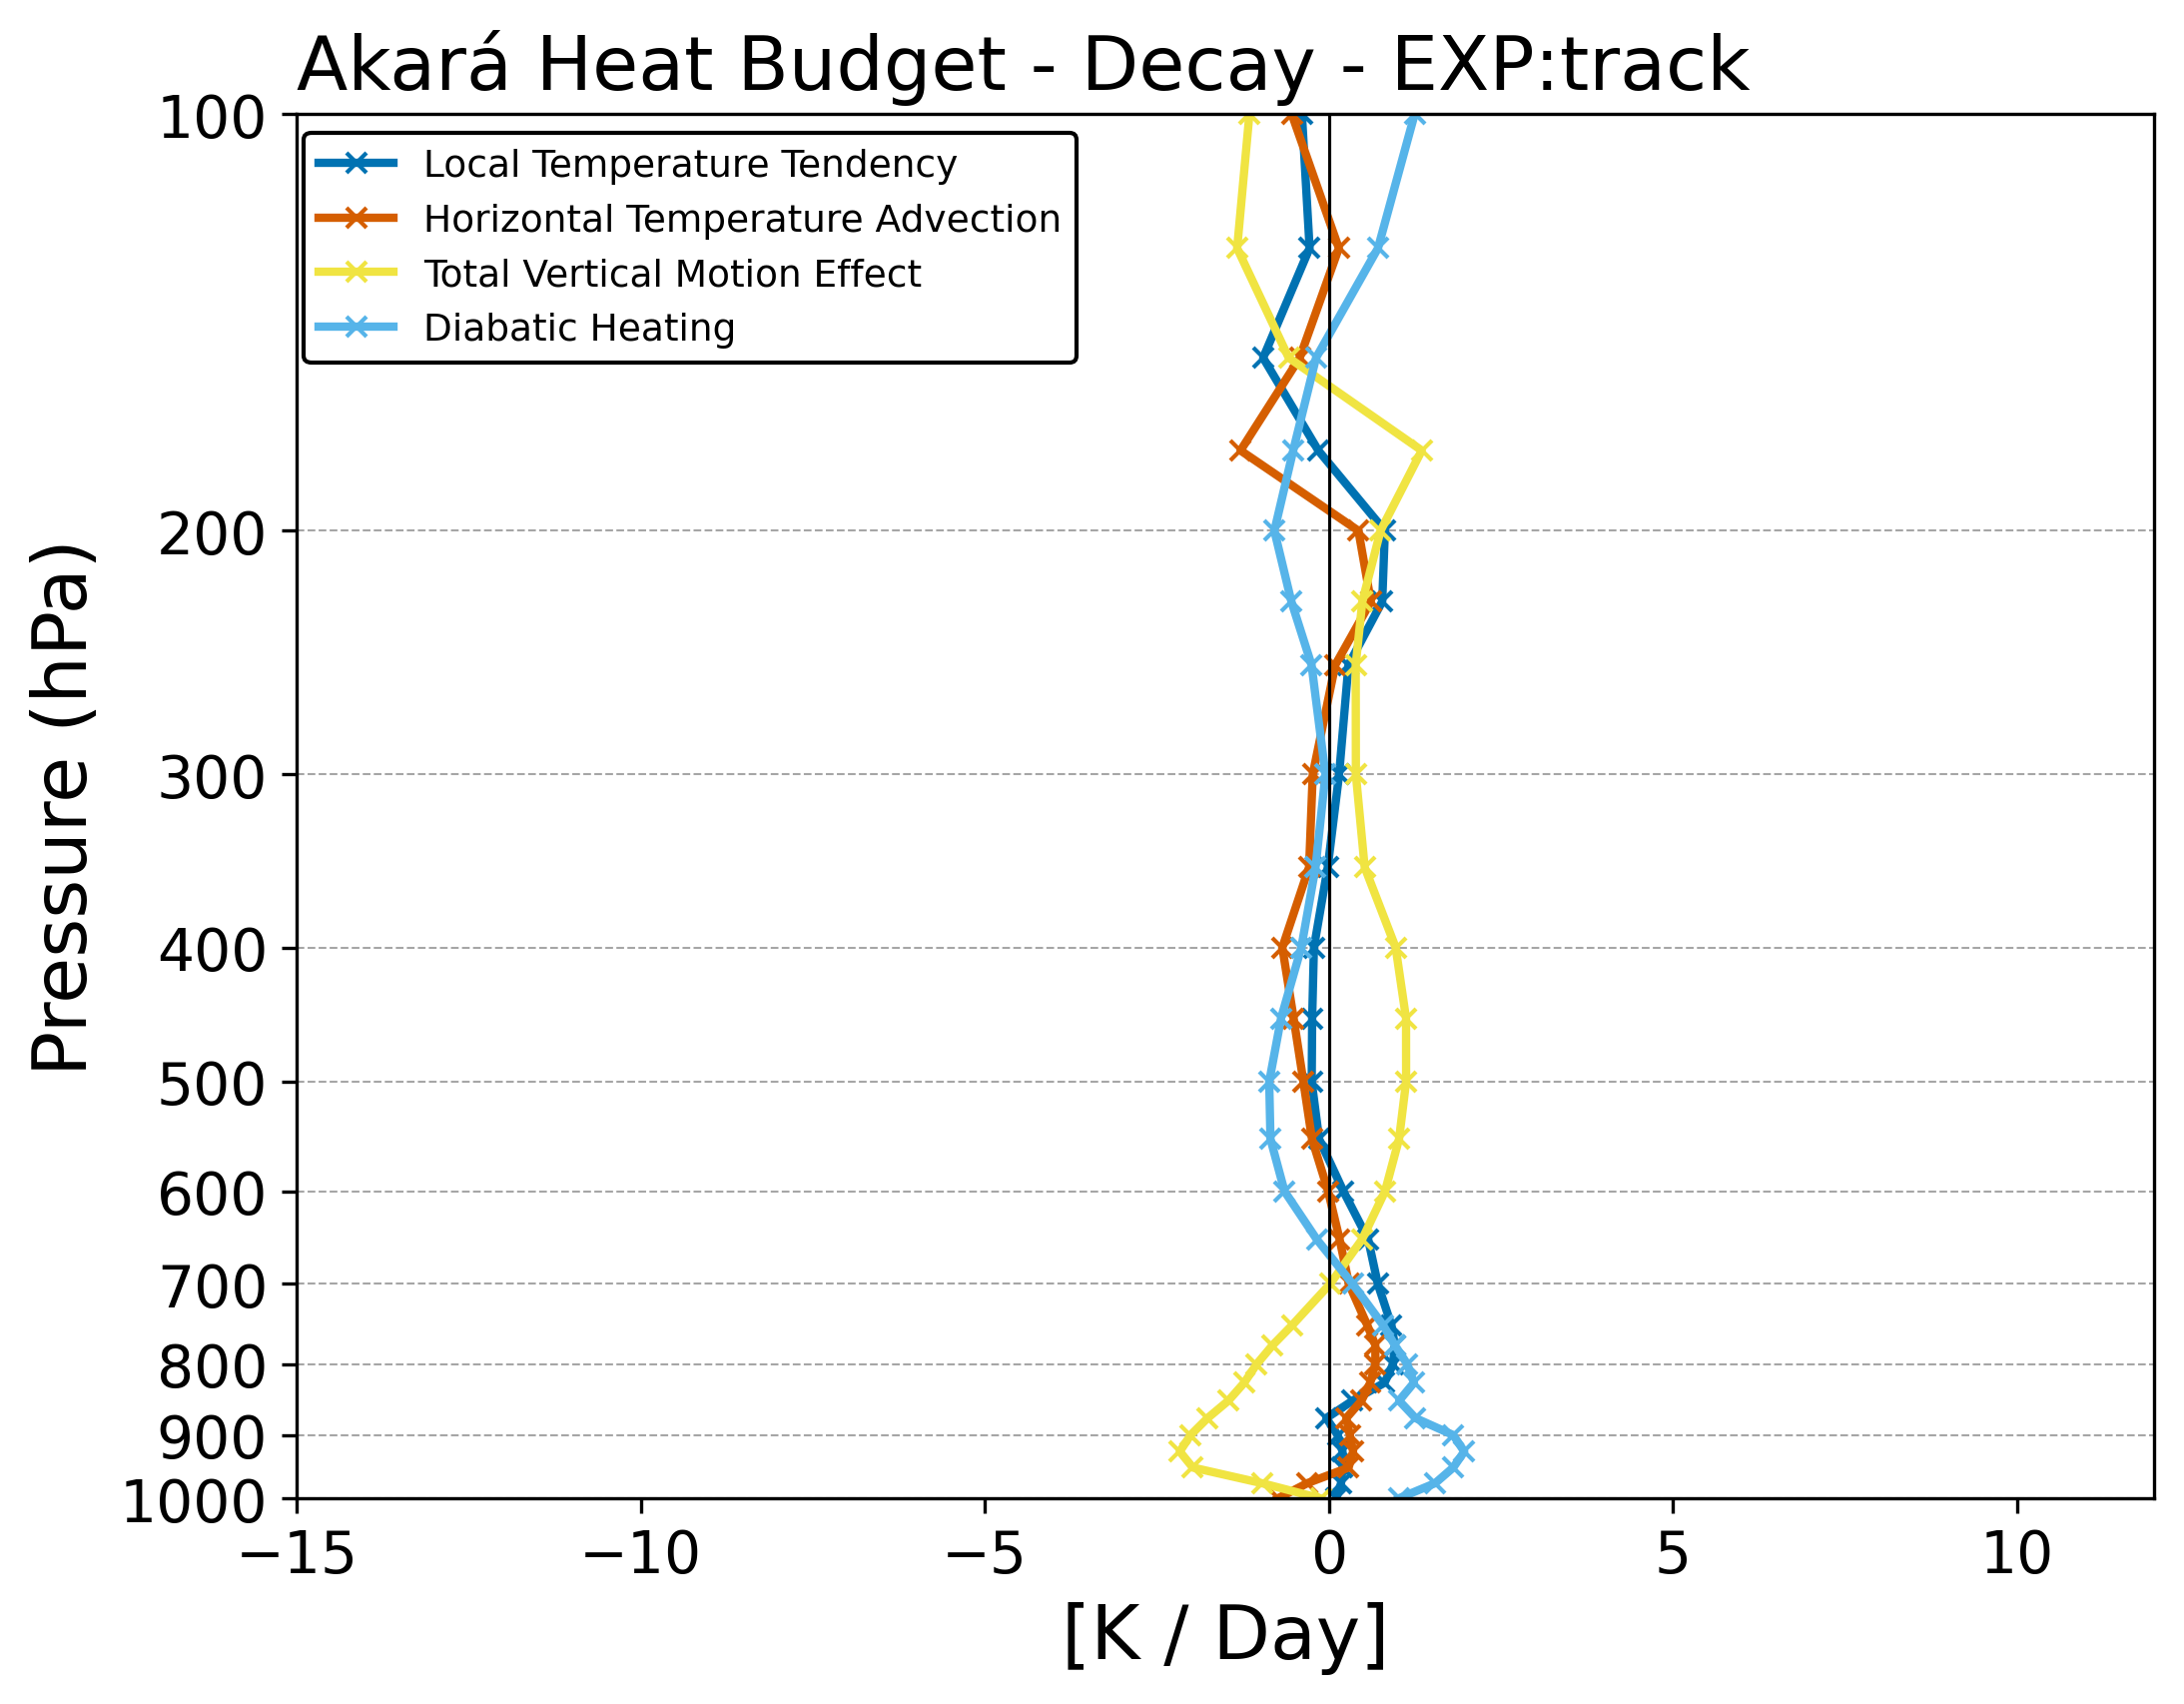 Akará Heat Budget - Decay - EXP:track
Local Temperature Tendency
Horizontal Temperature Advection
Total Vertical Motion Effect
Diabatic Heating
Pressure (hPa)
100
200
300
400
500
600
700
800
900
1000
−15 −10 −5 0 5 10
[K / Day]